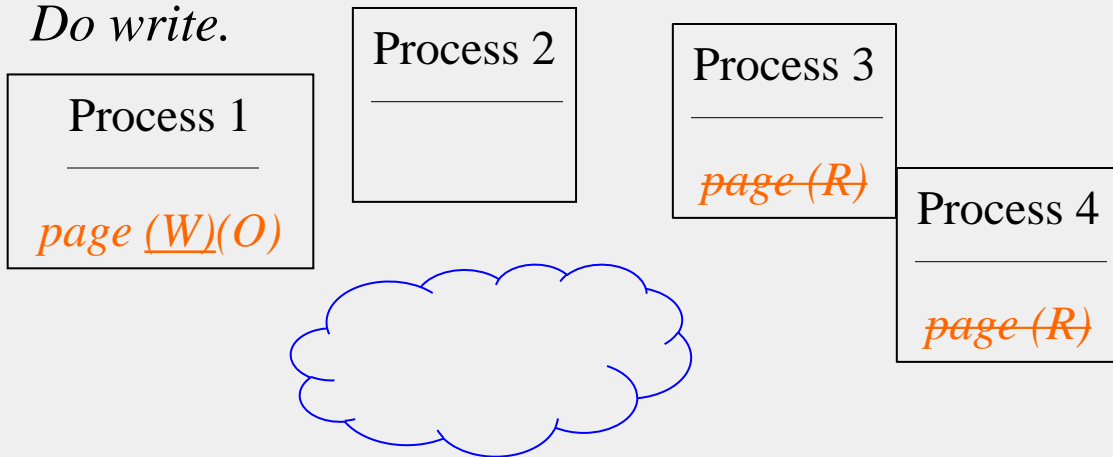 Do write.
Process 1
page (W)(O)
Process 2
Process 3
page (R)
Process 4
page (R)